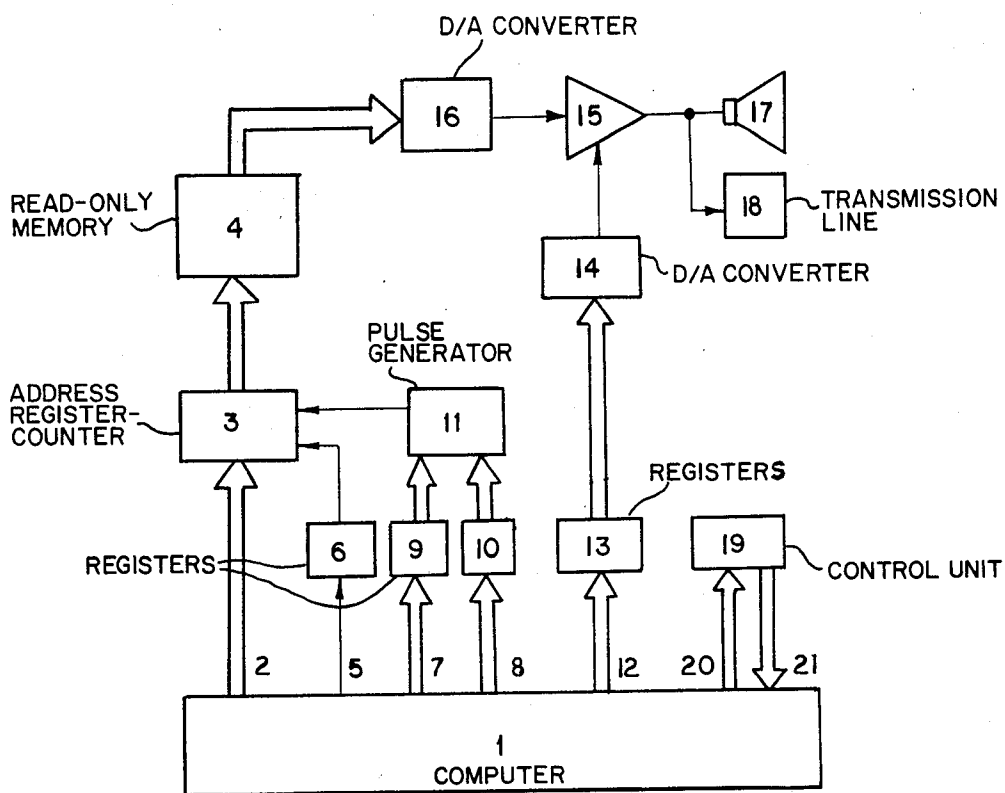 D/A CONVERTER
16
15
17
READ-ONLY
MEMORY
4
18
TRANSMISSION
LINE
14
D/A CONVERTER
PULSE
GENERATOR
ADDRESS
REGISTER-
COUNTER
3
11
REGISTERS
6
9
10
13
19
REGISTERS
CONTROL UNIT
2
5
7
8
12
20
21
1
COMPUTER